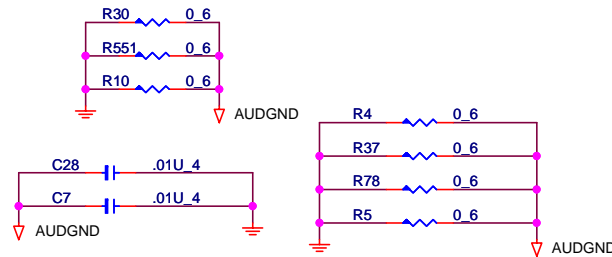 R30 0_6
R551 0_6
R10 0_6
AUDGND
C28 .01U_4
C7 .01U_4
AUDGND
R4 0_6
R37 0_6
R78 0_6
R5 0_6
AUDGND